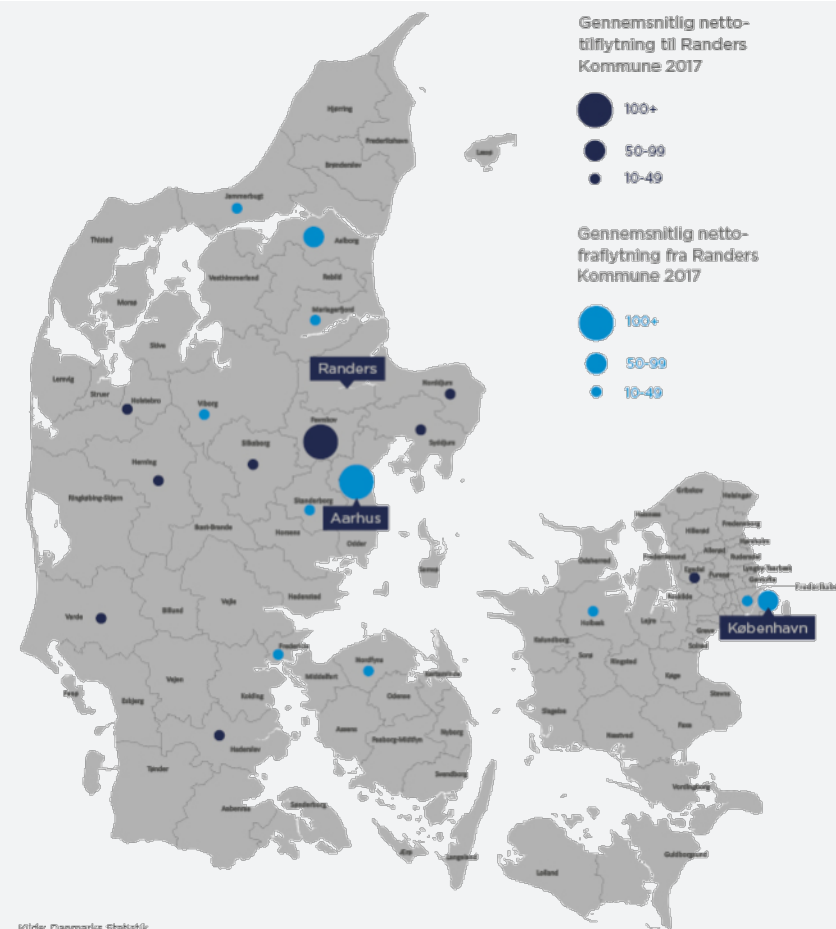 Gennemsnitlig netto-
tilflytning til Randers
Kommune 2017
100+
50-99
10-49
Gennemsnitlig netto-
fraflytning fra Randers
Kommune 2017
100+
50-99
10-49
Hjørring
Frederikshavn
Brønderslev
Læsø
Jammerbugt
Thisted
Aalborg
Vesthimmerland
Rebild
Morsø
Mariagerfjord
Skive
Randers
Lemvig
Struer
Holstebro
Viborg
Norddjurs
Favrskov
Syddjurs
Silkeborg
Herning
Ringkøbing-Skjern
Skanderborg
Aarhus
Ikast-Brande
Horsens
Odder
Samsø
Hedensted
Varde
Billund
Vejle
Fredericia
Fanø
Esbjerg
Vejen
Kolding
Middelfart
Nordfyns
Kerteminde
Odense
Assens
Faaborg-Midtfyn
Nyborg
Svendborg
Haderslev
Tønder
Aabenraa
Sønderborg
Ærø
Langeland
Gribskov
Helsingør
Halsnæs
Hillerød
Fredensborg
Hørsholm
Allerød
Rudersdal
Odsherred
Frederikssund
Egedal
Furesø
Lyngby-Taarbæk
Gentofte
Frederiksberg
Roskilde
Holbæk
Lejre
Greve
København
Solrød
Kalundborg
Sorø
Ringsted
Køge
Stevns
Slagelse
Næstved
Faxe
Vordingborg
Guldborgsund
Lolland
Kilde: Danmarks Statistik